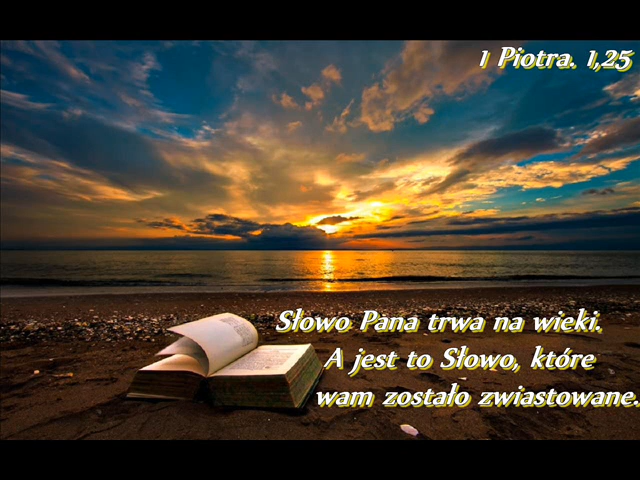 1 Piotra. 1,25
Słowo Pana trwa na wieki.
A jest to Słowo, które
wam zostało zwiastowane.